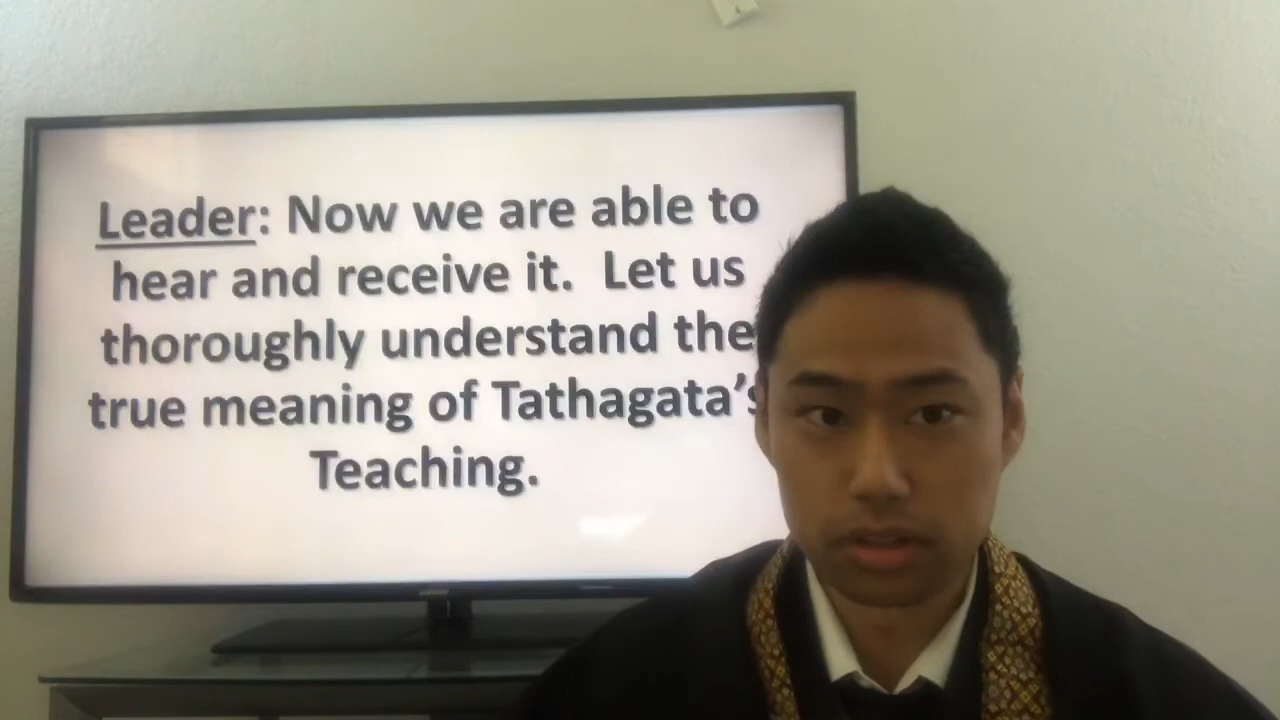 Leader: Now we are able to
hear and receive it. Let us
thoroughly understand the
true meaning of Tathagata's
Teaching.